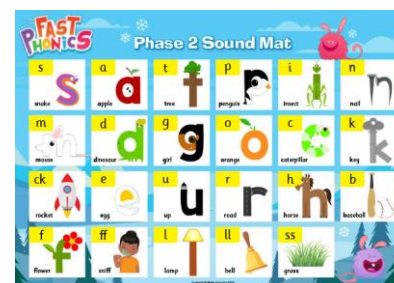 FAST
PHONICS
Phase 2 Sound Mat
s a t p i n
snake apple tree penguin insect nail
m d g o c k
mouse dinosaur girl orange caterpillar key
ck e u r h b
rocket egg up road horse baseball
f ff l ll ss
flower sniff lamp bell grass